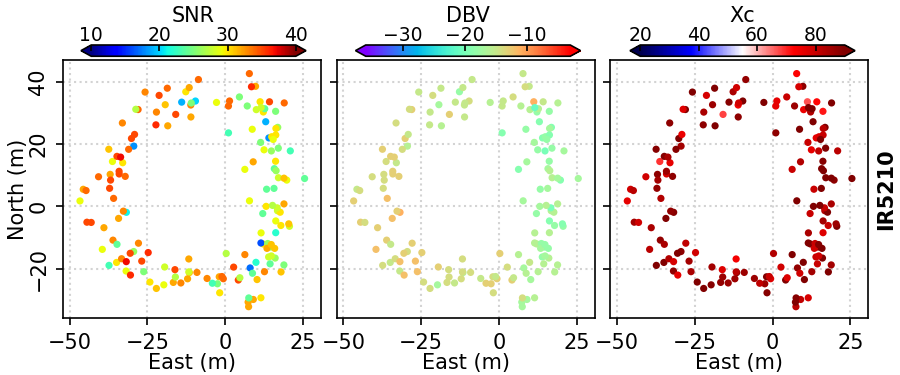 SNR DBV Xc
10 20 30 40 −30 −20 −10 20 40 60 80
40
20
0
−20
North (m)
IR5210
−50 −25 0 25 −50 −25 0 25 −50 −25 0 25
East (m) East (m) East (m)